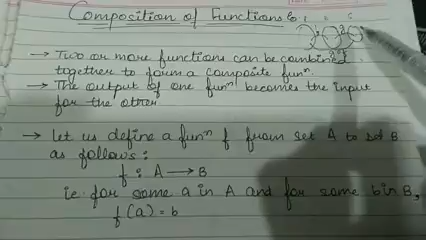 Composition of Functions :
→ Two or more functions can be combined
together to form a composite funⁿ.
→ The output of one funⁿ becomes the input
for the other
→ Let us define a funⁿ f from set A to set B
as follows :
f : A → B
ie for some a in A and for some b in B,
f(a) = b